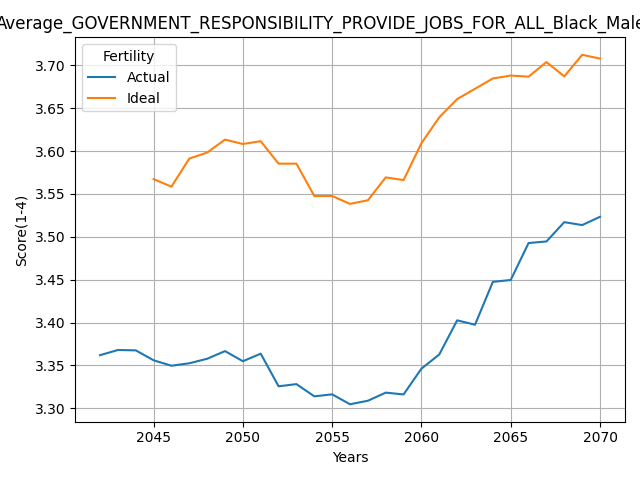 Average_GOVERNMENT_RESPONSIBILITY_PROVIDE_JOBS_FOR_ALL_Black_Male
Fertility
Actual
Ideal
Score(1-4)
3.70
3.65
3.60
3.55
3.50
3.45
3.40
3.35
3.30
2045 2050 2055 2060 2065 2070
Years